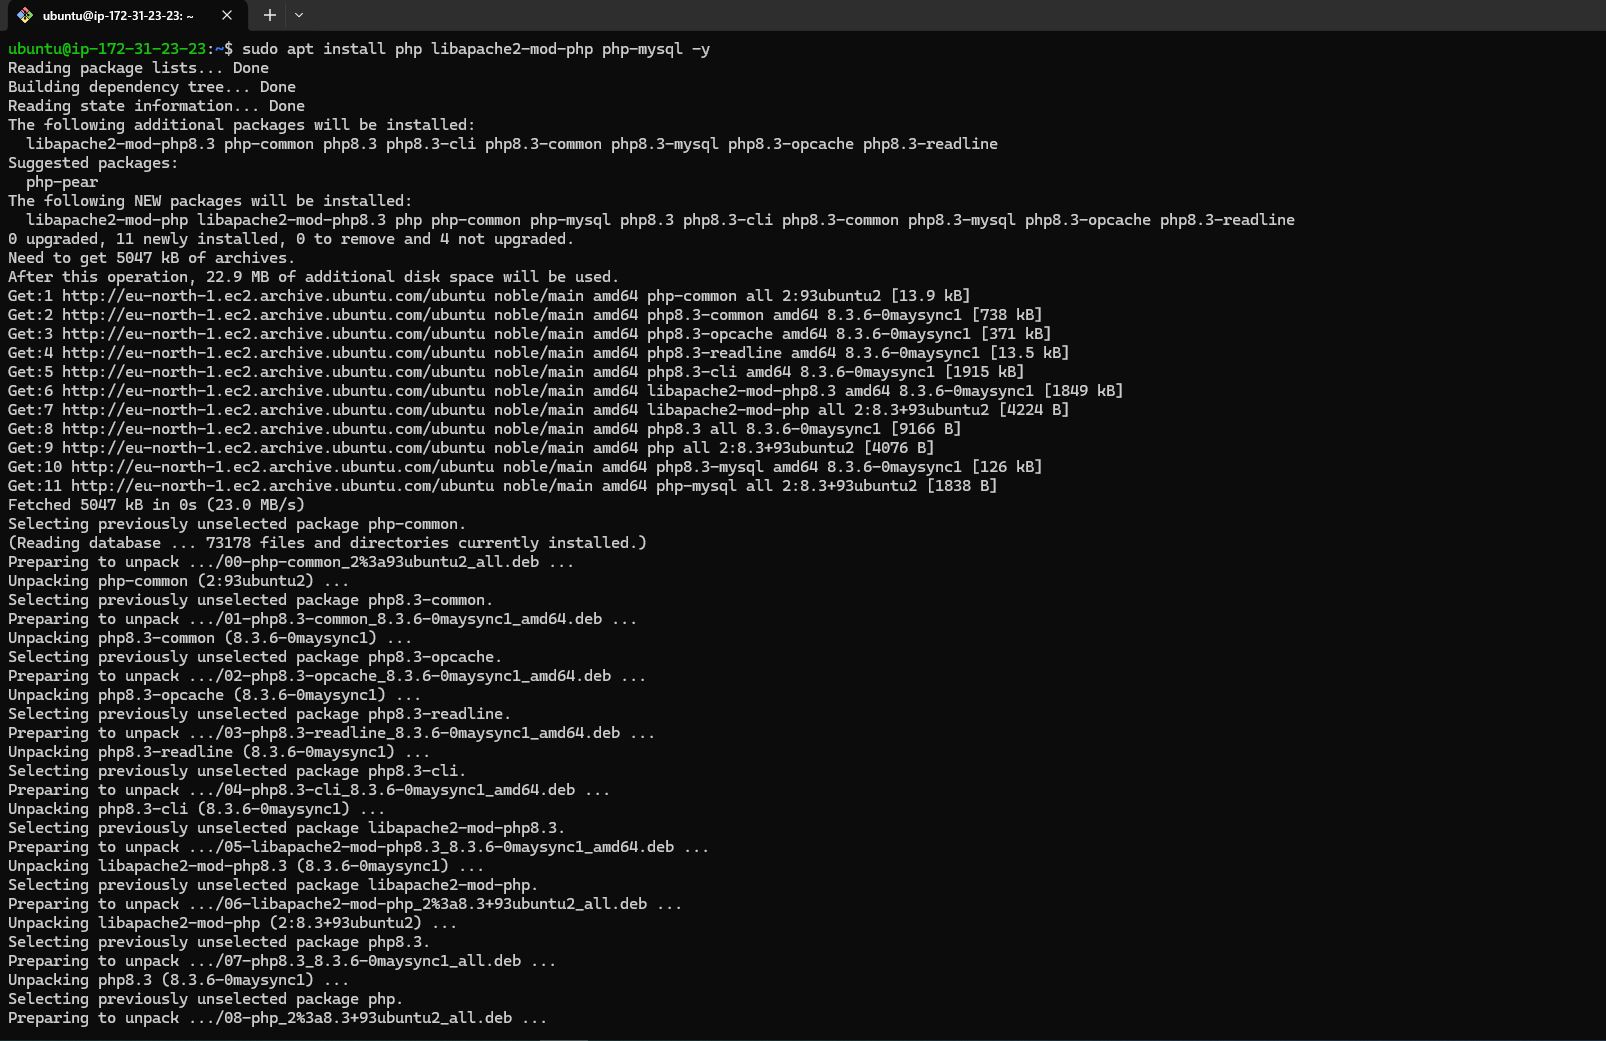 ubuntu@ip-172-31-23-23: ~
ubuntu@ip-172-31-23-23:~$ sudo apt install php libapache2-mod-php php-mysql -y
Reading package lists... Done
Building dependency tree... Done
Reading state information... Done
The following additional packages will be installed:
  libapache2-mod-php8.3 php-common php8.3 php8.3-cli php8.3-common php8.3-mysql php8.3-opcache php8.3-readline
Suggested packages:
  php-pear
The following NEW packages will be installed:
  libapache2-mod-php libapache2-mod-php8.3 php php-common php-mysql php8.3 php8.3-cli php8.3-common php8.3-mysql php8.3-opcache php8.3-readline
0 upgraded, 11 newly installed, 0 to remove and 4 not upgraded.
Need to get 5047 kB of archives.
After this operation, 22.9 MB of additional disk space will be used.
Get:1 http://eu-north-1.ec2.archive.ubuntu.com/ubuntu noble/main amd64 php-common all 2:93ubuntu2 [13.9 kB]
Get:2 http://eu-north-1.ec2.archive.ubuntu.com/ubuntu noble/main amd64 php8.3-common amd64 8.3.6-0maysync1 [738 kB]
Get:3 http://eu-north-1.ec2.archive.ubuntu.com/ubuntu noble/main amd64 php8.3-opcache amd64 8.3.6-0maysync1 [371 kB]
Get:4 http://eu-north-1.ec2.archive.ubuntu.com/ubuntu noble/main amd64 php8.3-readline amd64 8.3.6-0maysync1 [13.5 kB]
Get:5 http://eu-north-1.ec2.archive.ubuntu.com/ubuntu noble/main amd64 php8.3-cli amd64 8.3.6-0maysync1 [1915 kB]
Get:6 http://eu-north-1.ec2.archive.ubuntu.com/ubuntu noble/main amd64 libapache2-mod-php8.3 amd64 8.3.6-0maysync1 [1849 kB]
Get:7 http://eu-north-1.ec2.archive.ubuntu.com/ubuntu noble/main amd64 libapache2-mod-php all 2:8.3+93ubuntu2 [4224 B]
Get:8 http://eu-north-1.ec2.archive.ubuntu.com/ubuntu noble/main amd64 php8.3 all 8.3.6-0maysync1 [9166 B]
Get:9 http://eu-north-1.ec2.archive.ubuntu.com/ubuntu noble/main amd64 php all 2:8.3+93ubuntu2 [4076 B]
Get:10 http://eu-north-1.ec2.archive.ubuntu.com/ubuntu noble/main amd64 php8.3-mysql amd64 8.3.6-0maysync1 [126 kB]
Get:11 http://eu-north-1.ec2.archive.ubuntu.com/ubuntu noble/main amd64 php-mysql all 2:8.3+93ubuntu2 [1838 B]
Fetched 5047 kB in 0s (23.0 MB/s)
Selecting previously unselected package php-common.
(Reading database ... 73178 files and directories currently installed.)
Preparing to unpack .../00-php-common_2%3a93ubuntu2_all.deb ...
Unpacking php-common (2:93ubuntu2) ...
Selecting previously unselected package php8.3-common.
Preparing to unpack .../01-php8.3-common_8.3.6-0maysync1_amd64.deb ...
Unpacking php8.3-common (8.3.6-0maysync1) ...
Selecting previously unselected package php8.3-opcache.
Preparing to unpack .../02-php8.3-opcache_8.3.6-0maysync1_amd64.deb ...
Unpacking php8.3-opcache (8.3.6-0maysync1) ...
Selecting previously unselected package php8.3-readline.
Preparing to unpack .../03-php8.3-readline_8.3.6-0maysync1_amd64.deb ...
Unpacking php8.3-readline (8.3.6-0maysync1) ...
Selecting previously unselected package php8.3-cli.
Preparing to unpack .../04-php8.3-cli_8.3.6-0maysync1_amd64.deb ...
Unpacking php8.3-cli (8.3.6-0maysync1) ...
Selecting previously unselected package libapache2-mod-php8.3.
Preparing to unpack .../05-libapache2-mod-php8.3_8.3.6-0maysync1_amd64.deb ...
Unpacking libapache2-mod-php8.3 (8.3.6-0maysync1) ...
Selecting previously unselected package libapache2-mod-php.
Preparing to unpack .../06-libapache2-mod-php_2%3a8.3+93ubuntu2_all.deb ...
Unpacking libapache2-mod-php (2:8.3+93ubuntu2) ...
Selecting previously unselected package php8.3.
Preparing to unpack .../07-php8.3_8.3.6-0maysync1_all.deb ...
Unpacking php8.3 (8.3.6-0maysync1) ...
Selecting previously unselected package php.
Preparing to unpack .../08-php_2%3a8.3+93ubuntu2_all.deb ...